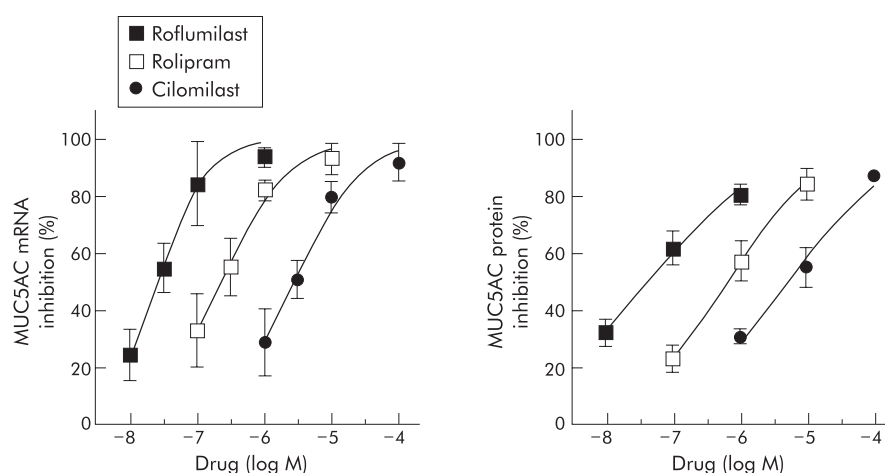 Roflumilast
Rolipram
Cilomilast
100
80
60
40
20
0
MUC5AC mRNA
inhibition (%)
−8
−7
−6
−5
−4
Drug (log M)
100
80
60
40
20
0
MUC5AC protein
inhibition (%)
−8
−7
−6
−5
−4
Drug (log M)